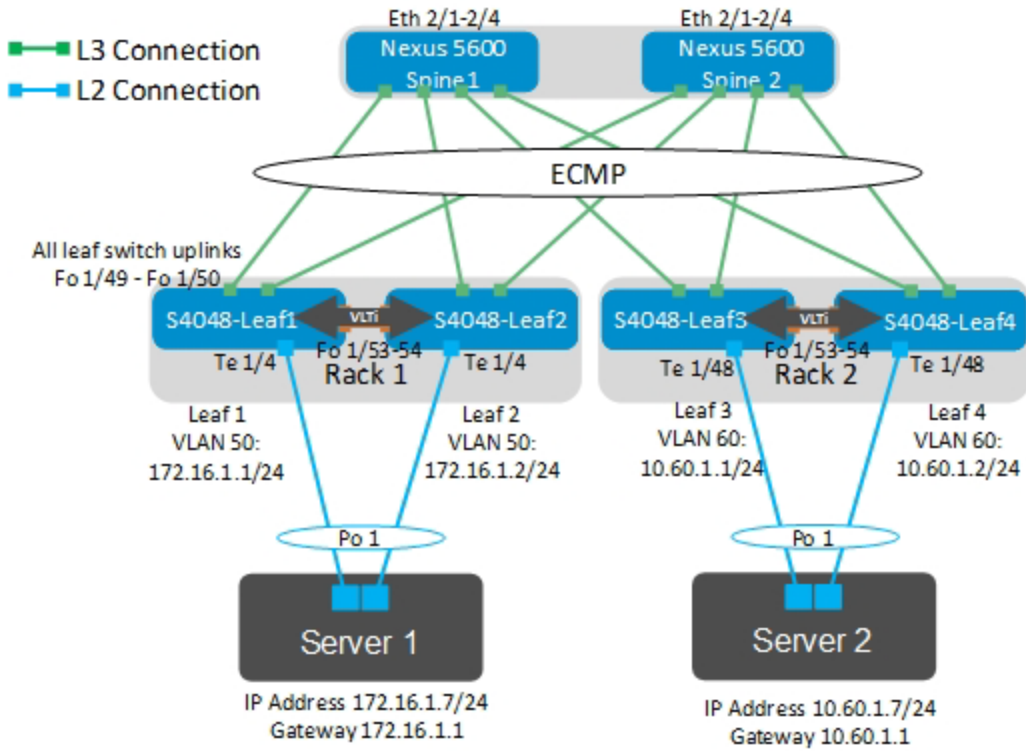 Eth 2/1-2/4
Eth 2/1-2/4
L3 Connection
L2 Connection
Nexus 5600
Spine 1
Nexus 5600
Spine 2
ECMP
All leaf switch uplinks
Fo 1/49 - Fo 1/50
S4048-Leaf1
VLTi
S4048-Leaf2
S4048-Leaf3
VLTi
S4048-Leaf4
Te 1/4
Fo 1/53-54
Te 1/4
Te 1/48
Fo 1/53-54
Te 1/48
Rack 1
Rack 2
Leaf 1
VLAN 50:
172.16.1.1/24
Leaf 2
VLAN 50:
172.16.1.2/24
Leaf 3
VLAN 60:
10.60.1.1/24
Leaf 4
VLAN 60:
10.60.1.2/24
Po 1
Po 1
Server 1
Server 2
IP Address 172.16.1.7/24
Gateway 172.16.1.1
IP Address 10.60.1.7/24
Gateway 10.60.1.1